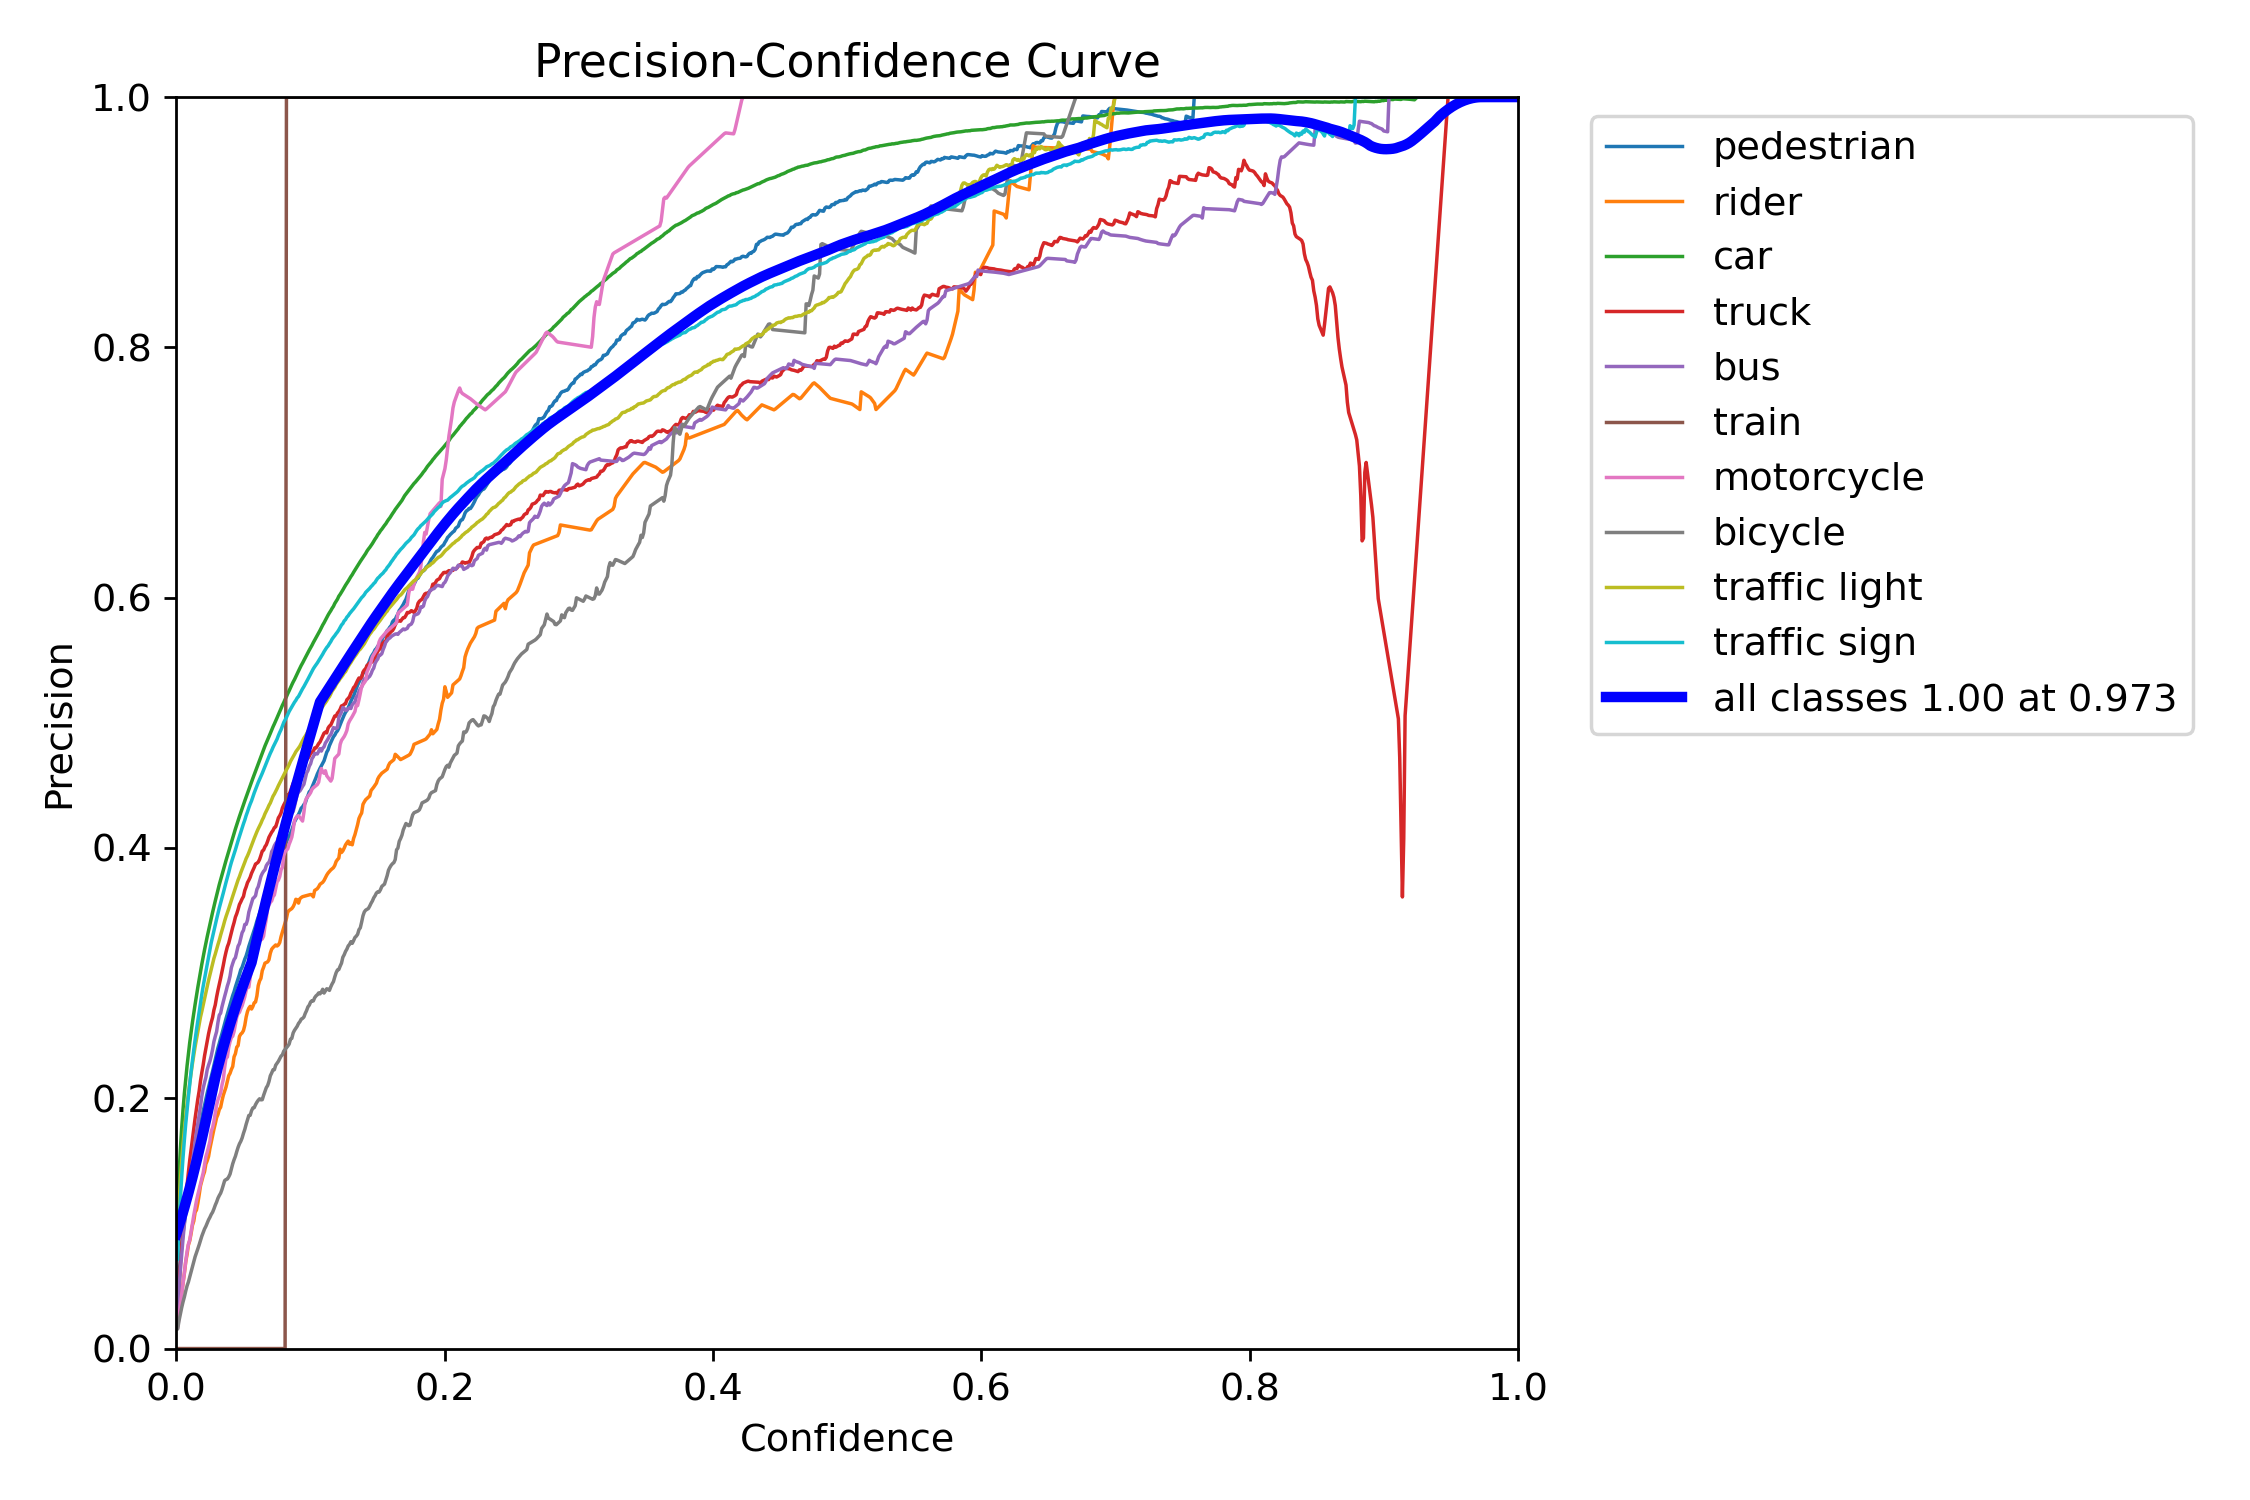 Precision-Confidence Curve
1.0
0.8
0.6
0.4
0.2
0.0
Precision
0.0 0.2 0.4 0.6 0.8 1.0
Confidence
pedestrian
rider
car
truck
bus
train
motorcycle
bicycle
traffic light
traffic sign
all classes 1.00 at 0.973